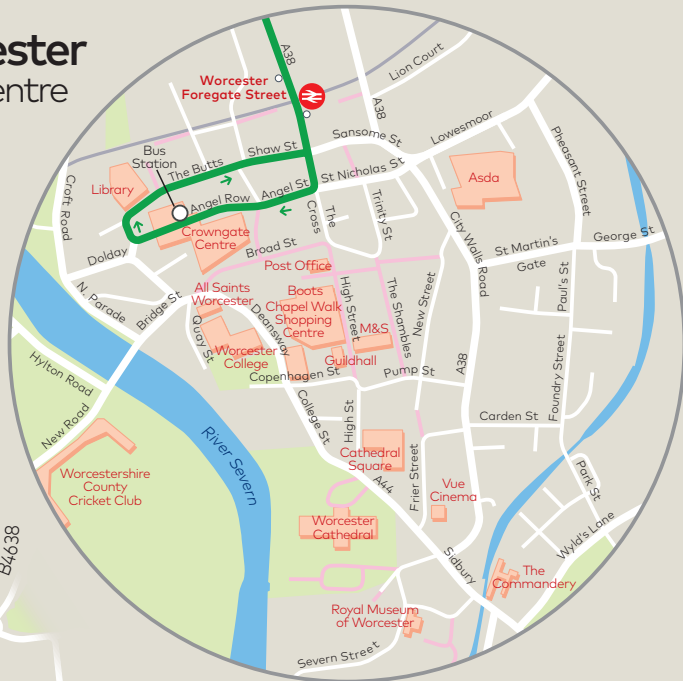 ester
entre
A38
Worcester
Foregate Street
Lion Court
A38
Sansome St
Lowesmoor
Bus
Station
Shaw St
The Butts
Library
Angel Row
Angel St
St Nicholas St
Asda
Pheasant Street
Croft Road
Crowngate
Centre
The
Cross
Trinity St
City Walls Road
St Martin's
Gate
George St
Dolday
Broad St
Post Office
N. Parade
Bridge St
All Saints
Worcester
Boots
Chapel Walk
Shopping
Centre
High Street
The Shambles
New Street
Paul's St
Quay St
Deansway
M&S
Worcester
College
Guildhall
Copenhagen St
Pump St
A38
Foundry Street
Hylton Road
New Road
College St
High St
Carden St
River Severn
Cathedral
Square
Frier Street
Worcestershire
County
Cricket Club
A44
Vue
Cinema
Park St
Worcester
Cathedral
Wyld's Lane
B4638
Sidbury
The
Commandery
Royal Museum
of Worcester
Severn Street